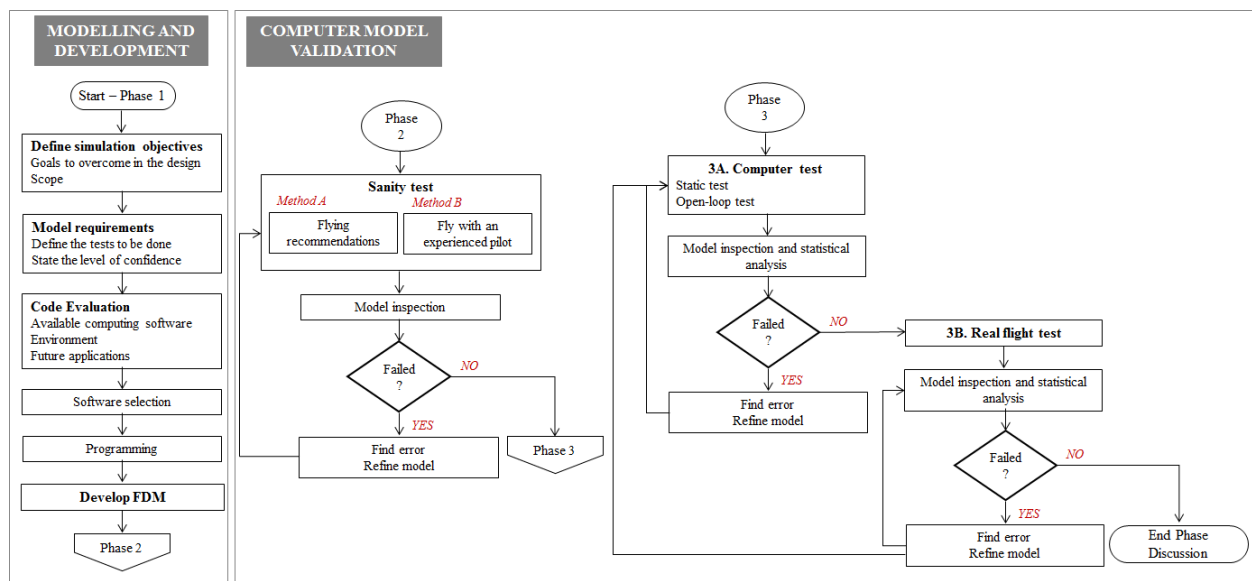 MODELLING AND
DEVELOPMENT
Start – Phase 1
Define simulation objectives
Goals to overcome in the design
Scope
Model requirements
Define the tests to be done
State the level of confidence
Code Evaluation
Available computing software
Environment
Future applications
Software selection
Programming
Develop FDM
Phase 2
COMPUTER MODEL
VALIDATION
Phase
2
Sanity test
Method A
Method B
Flying
recommendations
Fly with an
experienced pilot
Model inspection
Failed
?
NO
YES
Find error
Refine model
Phase 3
Phase
3
3A. Computer test
Static test
Open-loop test
Model inspection and statistical
analysis
Failed
?
NO
YES
Find error
Refine model
3B. Real flight test
Model inspection and statistical
analysis
Failed
?
NO
YES
Find error
Refine model
End Phase
Discussion